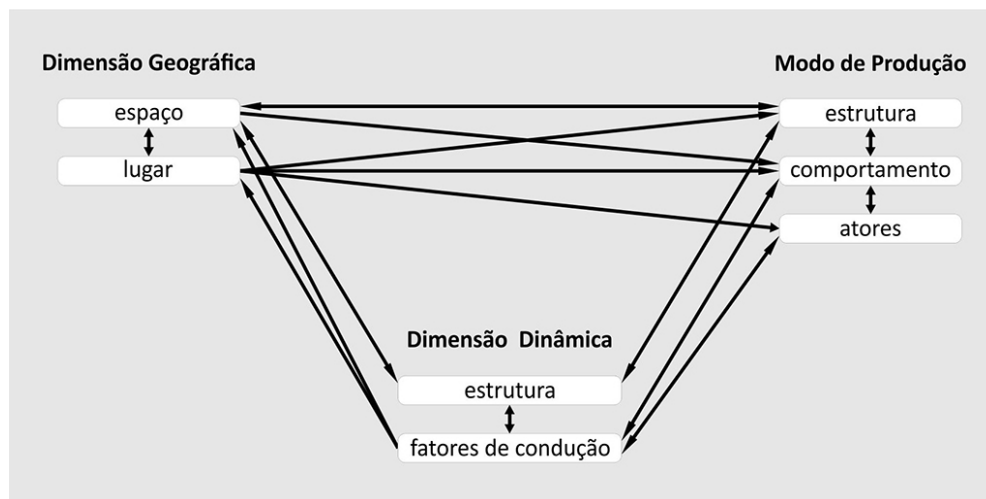 Dimensão Geográfica
espaço
lugar
Modo de Produção
estrutura
comportamento
atores
Dimensão Dinâmica
estrutura
fatores de condução